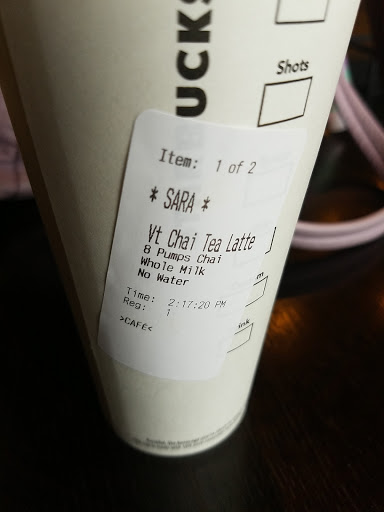 UCKS
Shots
Item: 1 of 2
* SARA *
Vt Chai Tea Latte
8 Pumps Chai
Whole Milk
No Water
Time: 2:17:20 PM
Reg: 1
>CAFE<